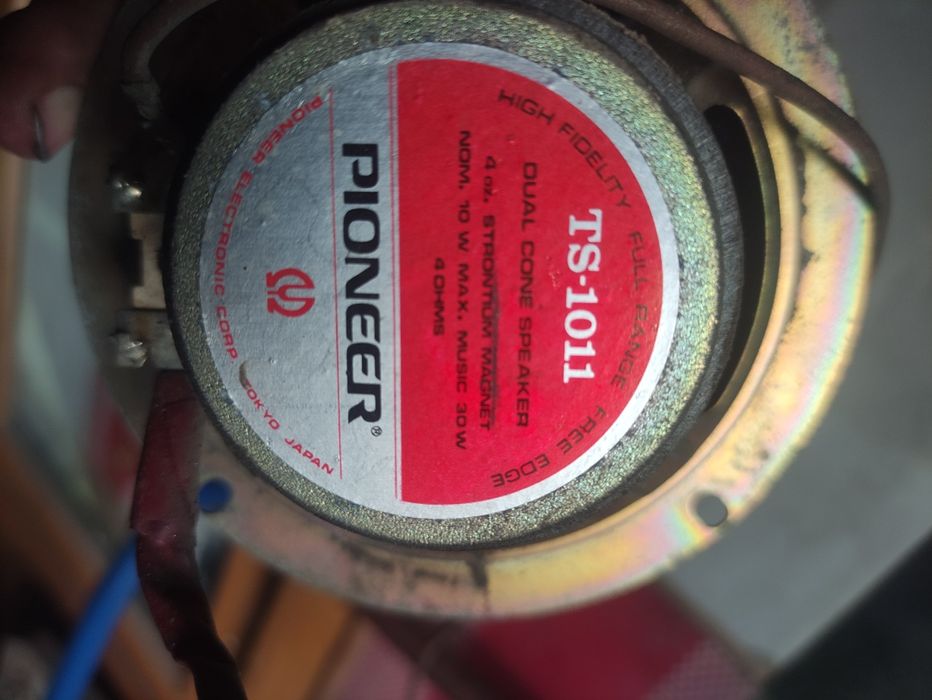 HIGH FIDELITY FULL RANGE FREE EDGE
TS-1011
DUAL CONE SPEAKER
4 oz. STRONTIUM MAGNET
NOM. 10 W MAX. MUSIC 30 W
4 OHMS
PIONEER®
PIONEER ELECTRONIC CORP TOKYO JAPAN